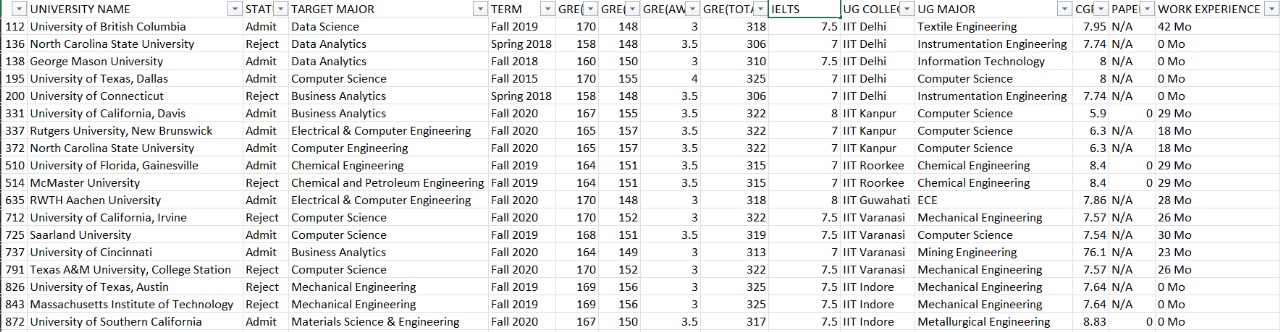 UNIVERSITY NAME STAT TARGET MAJOR TERM GRE( GRE( GRE(AW GRE(TOTA IELTS UG COLLE UG MAJOR CGP PAPE WORK EXPERIENCE
112 University of British Columbia Admit Data Science Fall 2019 170 148 3 318 7.5 IIT Delhi Textile Engineering 7.95 N/A 42 Mo
136 North Carolina State University Reject Data Analytics Spring 2018 158 148 3.5 306 7 IIT Delhi Instrumentation Engineering 7.74 N/A 0 Mo
138 George Mason University Admit Data Analytics Fall 2018 160 150 3 310 7.5 IIT Delhi Information Technology 8 N/A 0 Mo
195 University of Texas, Dallas Admit Computer Science Fall 2015 170 155 4 325 7 IIT Delhi Computer Science 8 N/A 0 Mo
200 University of Connecticut Reject Business Analytics Spring 2018 158 148 3.5 306 7 IIT Delhi Instrumentation Engineering 7.74 N/A 0 Mo
331 University of California, Davis Admit Business Analytics Fall 2020 167 155 3.5 322 8 IIT Kanpur Computer Science 5.9 0 29 Mo
337 Rutgers University, New Brunswick Admit Electrical & Computer Engineering Fall 2020 165 157 3.5 322 7 IIT Kanpur Computer Science 6.3 N/A 18 Mo
372 North Carolina State University Admit Computer Engineering Fall 2020 165 157 3.5 322 7 IIT Kanpur Computer Science 6.3 N/A 18 Mo
510 University of Florida, Gainesville Admit Chemical Engineering Fall 2019 164 151 3.5 315 7 IIT Roorkee Chemical Engineering 8.4 0 29 Mo
514 McMaster University Reject Chemical and Petroleum Engineering Fall 2019 164 151 3.5 315 7 IIT Roorkee Chemical Engineering 8.4 0 29 Mo
635 RWTH Aachen University Admit Electrical & Computer Engineering Fall 2020 170 148 3 318 8 IIT Guwahati ECE 7.86 N/A 28 Mo
712 University of California, Irvine Reject Computer Science Fall 2020 170 152 3 322 7.5 IIT Varanasi Mechanical Engineering 7.57 N/A 26 Mo
725 Saarland University Admit Computer Science Fall 2020 168 151 3.5 319 7.5 IIT Varanasi Computer Science 7.54 N/A 30 Mo
737 University of Cincinnati Admit Business Analytics Fall 2020 164 149 3 313 7 IIT Varanasi Mining Engineering 76.1 N/A 23 Mo
791 Texas A&M University, College Station Reject Computer Science Fall 2020 170 152 3 322 7.5 IIT Varanasi Mechanical Engineering 7.57 N/A 26 Mo
826 University of Texas, Austin Reject Mechanical Engineering Fall 2019 169 156 3 325 7.5 IIT Indore Mechanical Engineering 7.64 N/A 0 Mo
843 Massachusetts Institute of Technology Reject Mechanical Engineering Fall 2019 169 156 3 325 7.5 IIT Indore Mechanical Engineering 7.64 N/A 0 Mo
872 University of Southern California Admit Materials Science & Engineering Fall 2020 167 150 3.5 317 7.5 IIT Indore Metallurgical Engineering 8.83 0 0 Mo